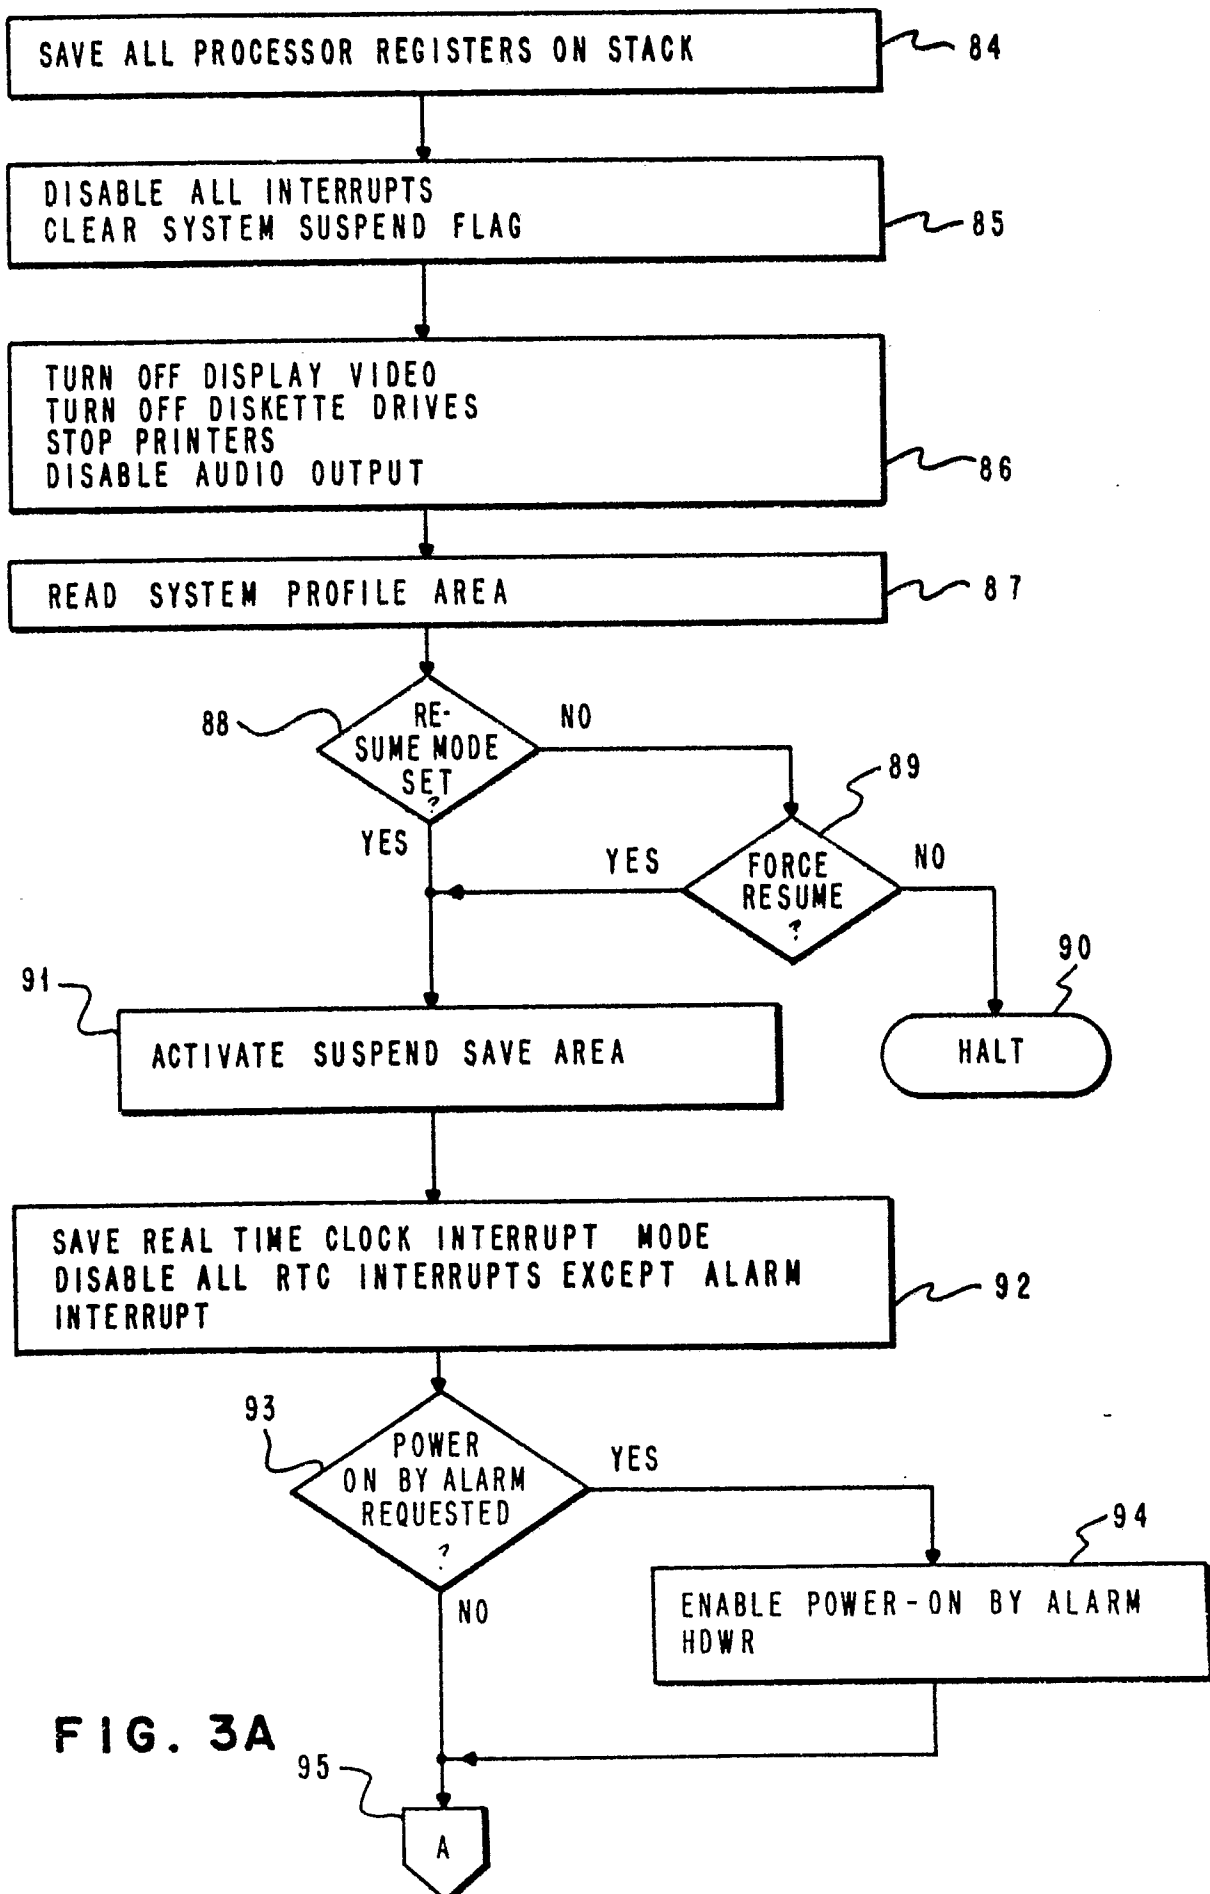 SAVE ALL PROCESSOR REGISTERS ON STACK
84
DISABLE ALL INTERRUPTS
CLEAR SYSTEM SUSPEND FLAG
85
TURN OFF DISPLAY VIDEO
TURN OFF DISKETTE DRIVES
STOP PRINTERS
DISABLE AUDIO OUTPUT
86
READ SYSTEM PROFILE AREA
87
88
RE-
SUME MODE
SET
?
NO
YES
89
FORCE
RESUME
?
YES
NO
90
HALT
91
ACTIVATE SUSPEND SAVE AREA
SAVE REAL TIME CLOCK INTERRUPT MODE
DISABLE ALL RTC INTERRUPTS EXCEPT ALARM
INTERRUPT
92
93
POWER
ON BY ALARM
REQUESTED
?
YES
NO
94
ENABLE POWER-ON BY ALARM
HDWR
FIG. 3A
95
A